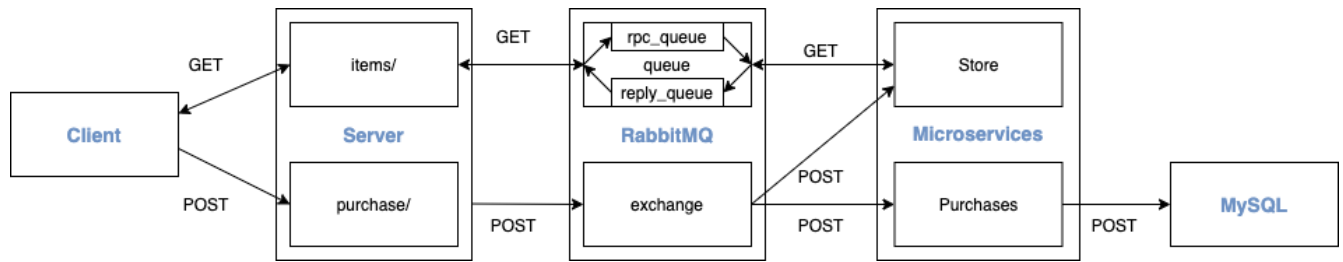 Client
GET
POST
items/
Server
purchase/
GET
POST
rpc_queue
queue
reply_queue
RabbitMQ
exchange
GET
POST
POST
Store
Microservices
Purchases
POST
MySQL